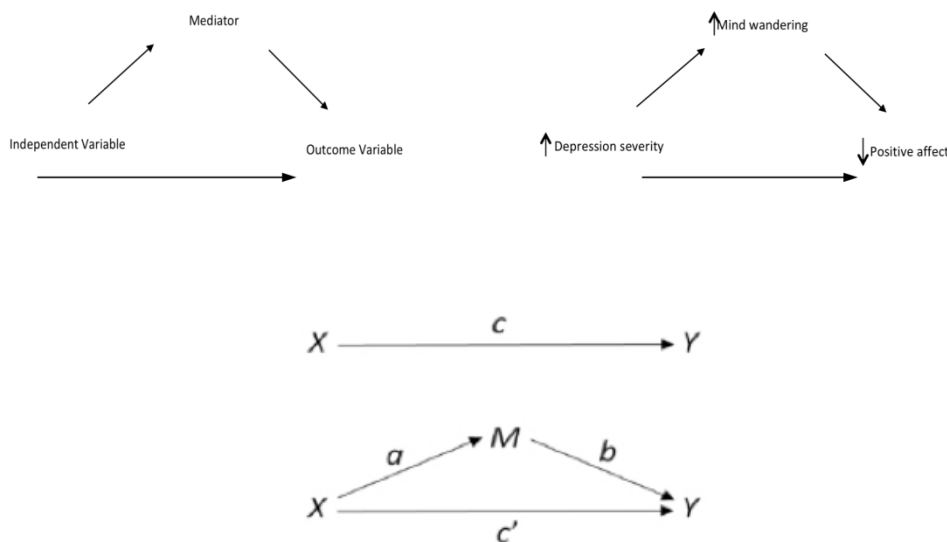 Mediator
Independent Variable
Outcome Variable
Mind wandering
Depression severity
Positive affect
X
c
Y
a
M
b
X
c'
Y